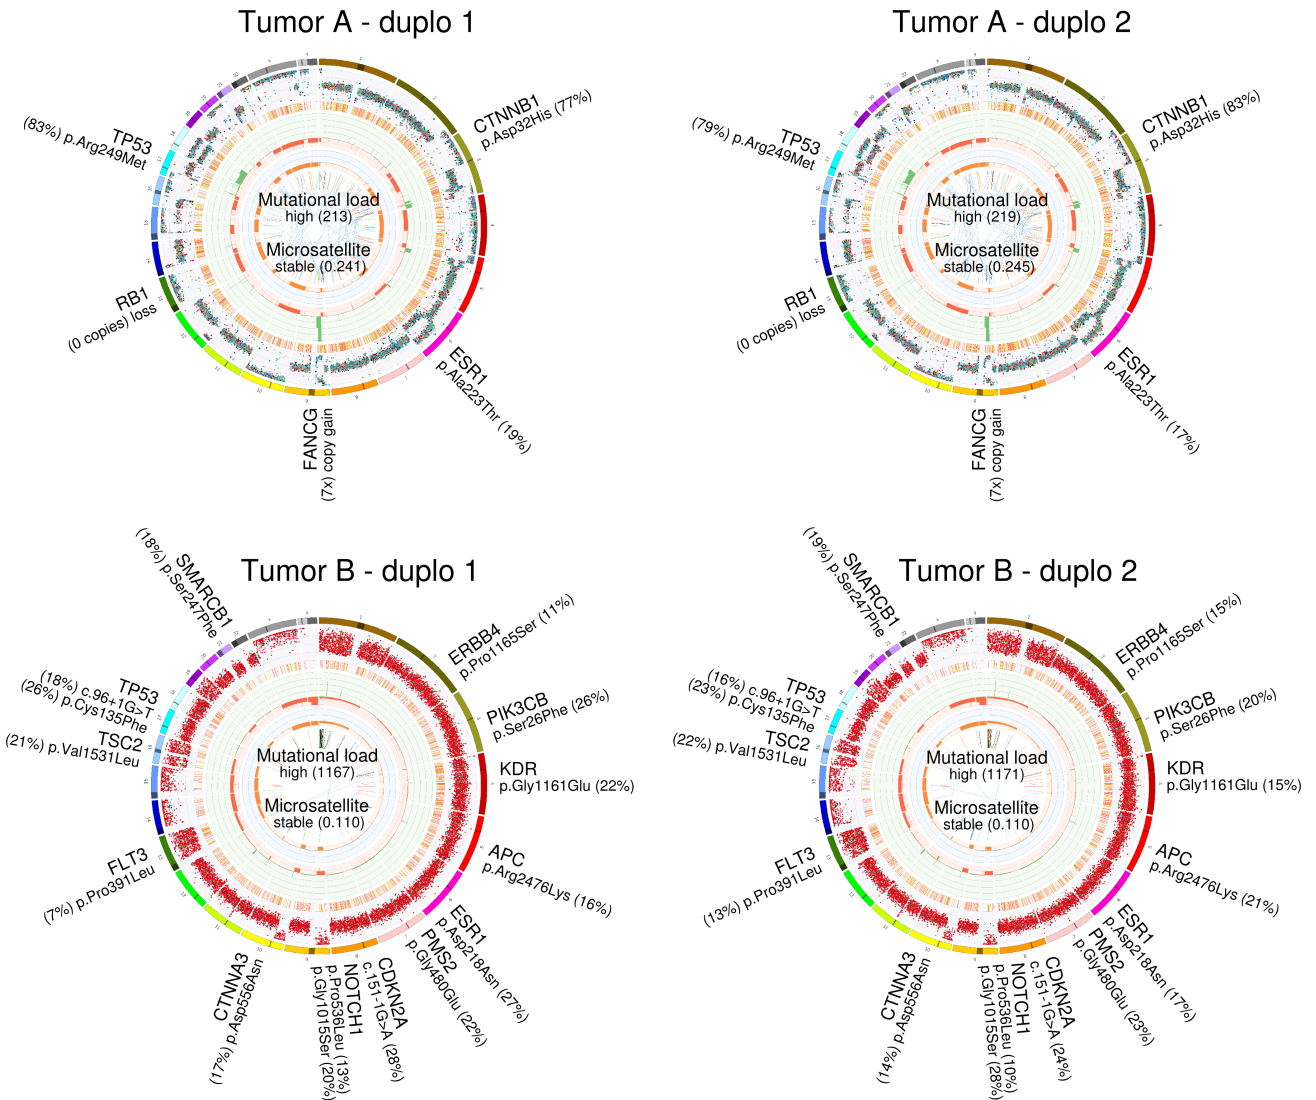 Tumor A - duplo 1
CTNNB1
p.Asp32His (77%)
TP53
(83%) p.Arg249Met
Mutational load
high (213)
Microsatellite
stable (0.241)
RB1
(0 copies) loss
ESR1
p.Ala223Thr (19%)
FANCG
(7x) copy gain
Tumor A - duplo 2
CTNNB1
p.Asp32His (83%)
TP53
(79%) p.Arg249Met
Mutational load
high (219)
Microsatellite
stable (0.245)
RB1
(0 copies) loss
ESR1
p.Ala223Thr (17%)
FANCG
(7x) copy gain
Tumor B - duplo 1
SMARCB1
(18%) p.Ser247Phe
ERBB4
p.Pro1165Ser (11%)
PIK3CB
p.Ser26Phe (26%)
TP53
(18%) c.96+1G>T
(26%) p.Cys135Phe
TSC2
(21%) p.Val1531Leu
KDR
p.Gly1161Glu (22%)
Mutational load
high (1167)
Microsatellite
stable (0.110)
APC
p.Arg2476Lys (16%)
FLT3
(7%) p.Pro391Leu
ESR1
p.Asp218Asn (27%)
PMS2
p.Gly480Glu (22%)
CDKN2A
c.151-1G>A (28%)
NOTCH1
p.Pro536Leu (13%)
p.Gly1015Ser (20%)
CTNNA3
(17%) p.Asp556Asn
Tumor B - duplo 2
SMARCB1
(19%) p.Ser247Phe
ERBB4
p.Pro1165Ser (15%)
PIK3CB
p.Ser26Phe (20%)
TP53
(16%) c.96+1G>T
(23%) p.Cys135Phe
TSC2
(22%) p.Val1531Leu
KDR
p.Gly1161Glu (15%)
Mutational load
high (1171)
Microsatellite
stable (0.110)
APC
p.Arg2476Lys (21%)
FLT3
(13%) p.Pro391Leu
ESR1
p.Asp218Asn (17%)
PMS2
p.Gly480Glu (23%)
CDKN2A
c.151-1G>A (24%)
NOTCH1
p.Pro536Leu (10%)
p.Gly1015Ser (28%)
CTNNA3
(14%) p.Asp556Asn